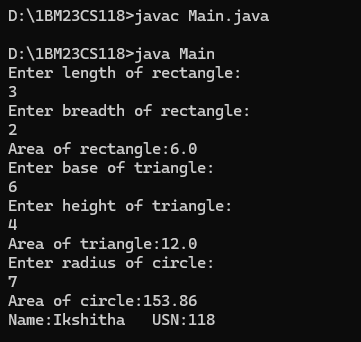 D:\1BM23CS118>javac Main.java
D:\1BM23CS118>java Main
Enter length of rectangle:
3
Enter breadth of rectangle:
2
Area of rectangle:6.0
Enter base of triangle:
6
Enter height of triangle:
4
Area of triangle:12.0
Enter radius of circle:
7
Area of circle:153.86
Name:Ikshitha   USN:118